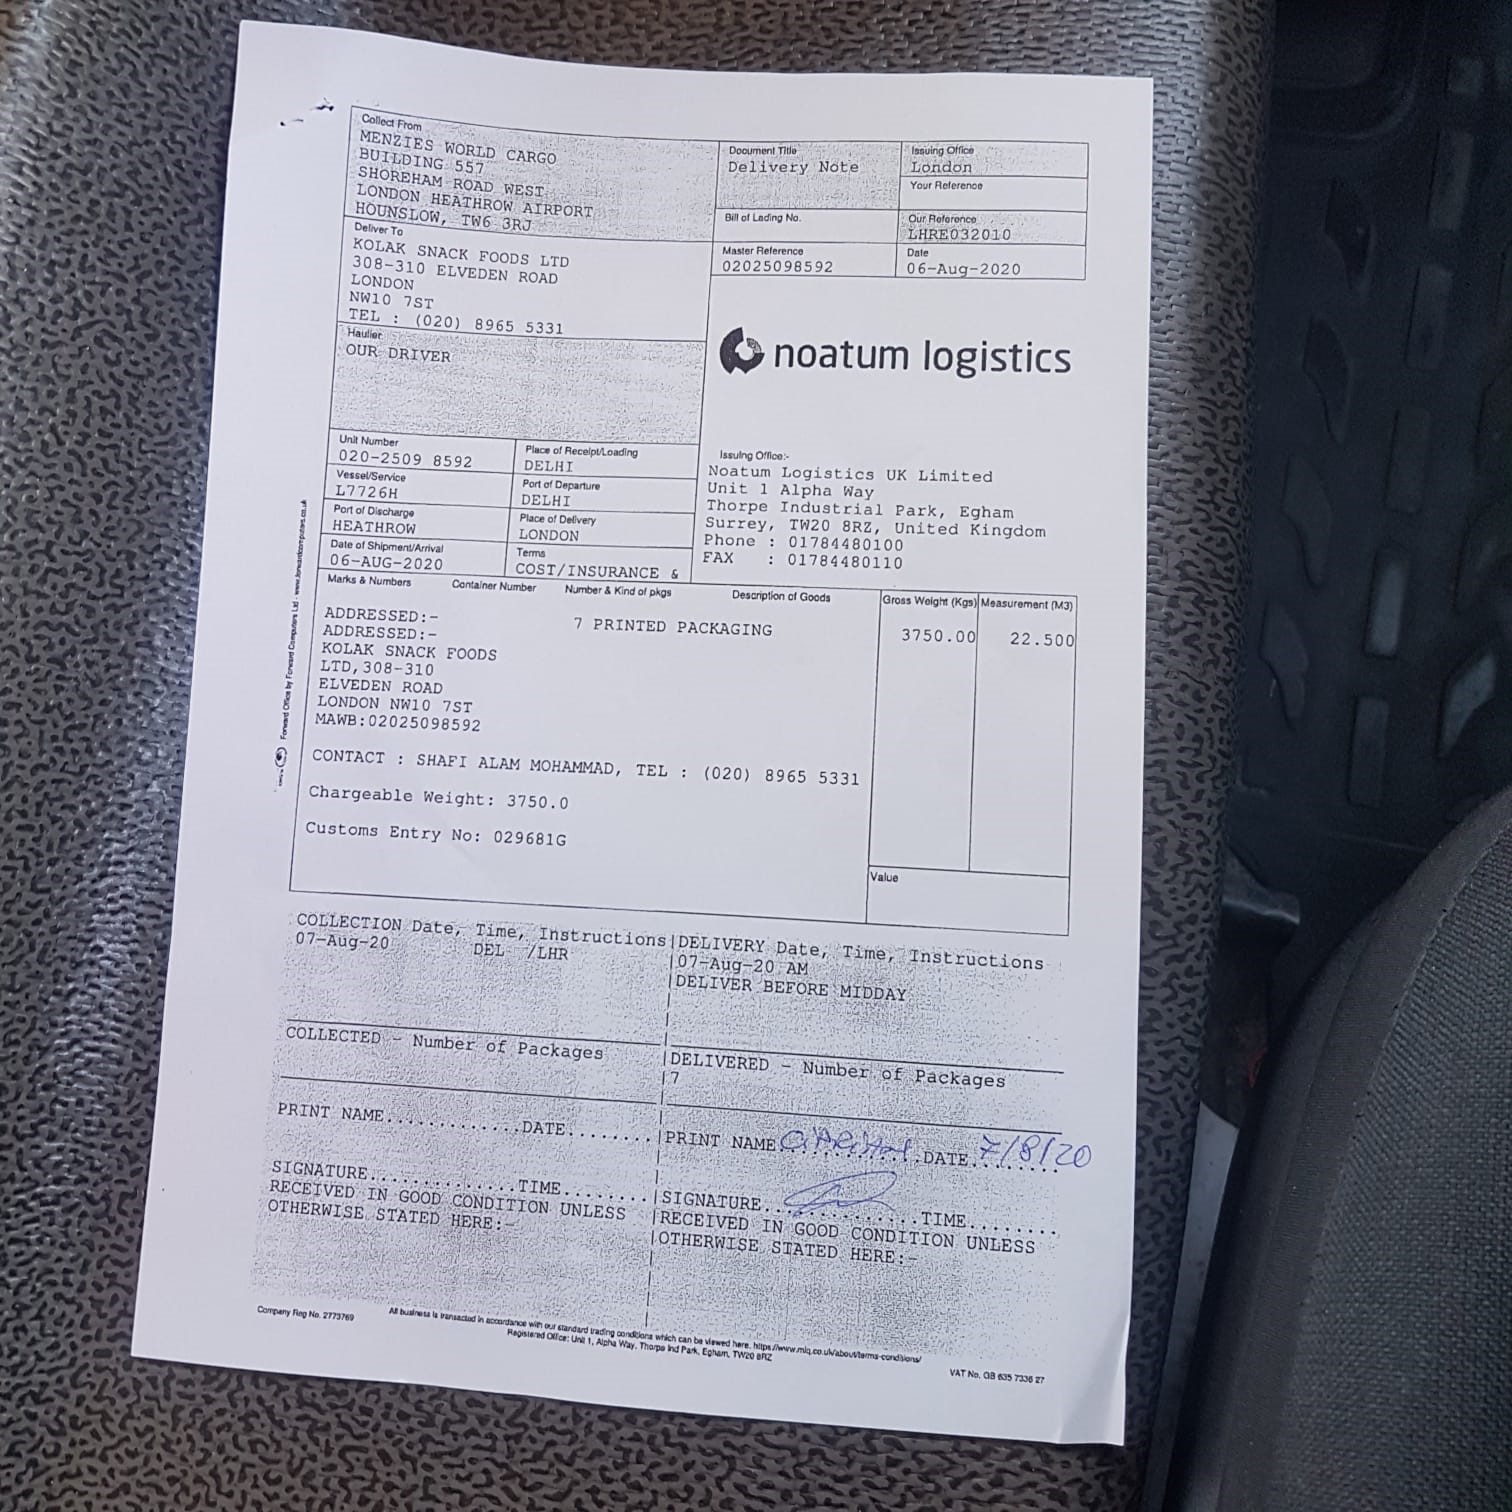 Collect From
MENZIES WORLD CARGO
BUILDING 557
SHOREHAM ROAD WEST
LONDON HEATHROW AIRPORT
HOUNSLOW, TW6 3RJ
Document Title
Delivery Note
Issuing Office
London
Your Reference
Bill of Lading No.
Our Reference
LHRE032010
Master Reference
02025098592
Date
06-Aug-2020
Deliver To
KOLAK SNACK FOODS LTD
308-310 ELVEDEN ROAD
LONDON
NW10 7ST
TEL : (020) 8965 5331
Haulier
OUR DRIVER
noatum logistics
Unit Number
020-2509 8592
Place of Receipt/Loading
DELHI
Vessel/Service
L7726H
Port of Departure
DELHI
Port of Discharge
HEATHROW
Place of Delivery
LONDON
Date of Shipment/Arrival
06-AUG-2020
Terms
COST/INSURANCE &
Issuing Office:-
Noatum Logistics UK Limited
Unit 1 Alpha Way
Thorpe Industrial Park, Egham
Surrey, TW20 8RZ, United Kingdom
Phone : 01784480100
FAX : 01784480110
Marks & Numbers Container Number Number & Kind of pkgs Description of Goods Gross Weight (Kgs) Measurement (M3)
ADDRESSED:-
7 PRINTED PACKAGING 3750.00 22.500
ADDRESSED:-
KOLAK SNACK FOODS
LTD,308-310
ELVEDEN ROAD
LONDON NW10 7ST
MAWB:02025098592
CONTACT : SHAFI ALAM MOHAMMAD, TEL : (020) 8965 5331
Chargeable Weight: 3750.0
Customs Entry No: 029681G
Value
Forward Office by Forward Computers Ltd - www.forwardcomputers.co.uk
COLLECTION Date, Time, Instructions
07-Aug-20 DEL /LHR
DELIVERY Date, Time, Instructions
07-Aug-20 AM
DELIVER BEFORE MIDDAY
COLLECTED - Number of Packages
DELIVERED - Number of Packages
7
PRINT NAME.............DATE........
SIGNATURE..............TIME........
RECEIVED IN GOOD CONDITION UNLESS
OTHERWISE STATED HERE:-
PRINT NAME DATE 7/8/20
SIGNATURE TIME........
RECEIVED IN GOOD CONDITION UNLESS
OTHERWISE STATED HERE:-
Company Reg No. 2773769
All business is transacted in accordance with our standard trading conditions which can be viewed here. https://www.miq.co.uk/about/terms-conditions/
Registered Office: Unit 1, Alpha Way, Thorpe Ind Park, Egham, TW20 8RZ
VAT No. GB 635 7336 27